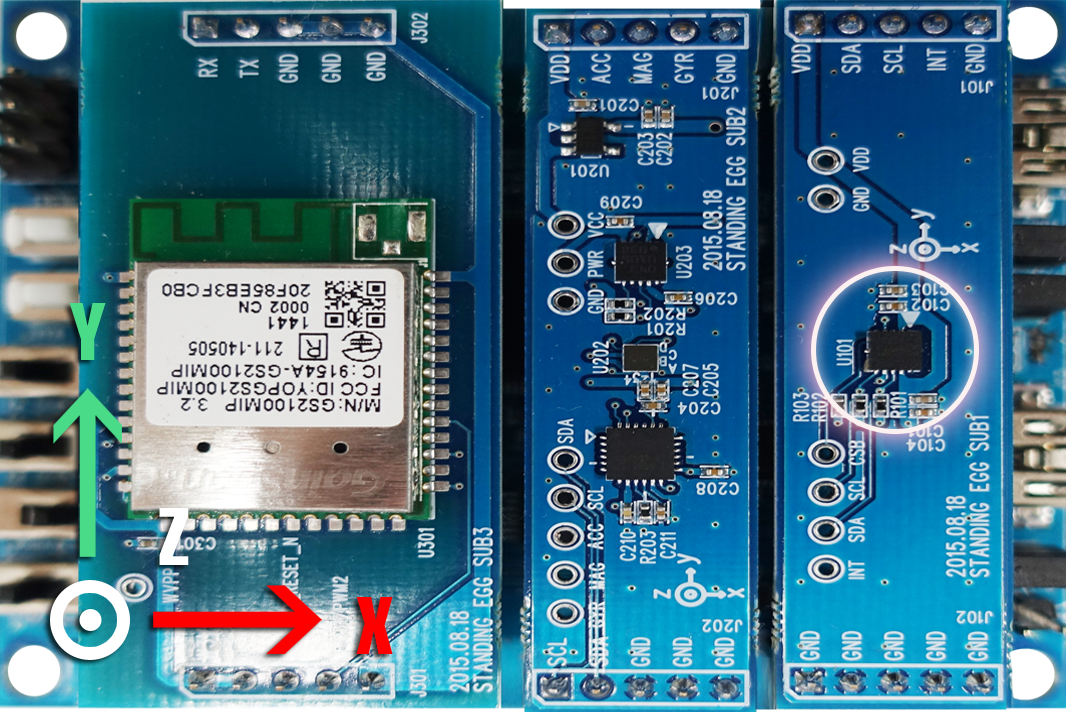 J302
RX
TX
GND
GND
GND
20F85EB3FCB0
0002 CN
1441
R 211-140505
IC:9154A-GS2100MIP
FCC ID:YOPGS2100MIP
M/N:GS2100MIP 3.2
Y
Z
X
C301
U301
WVPP
PWM2
J301
2015.08.18
STANDING EGG SUB3
VDD
ACC
MAG
GYR
GND
J201
C201
C203
C202
U201
2015.08.18
STANDING EGG SUB2
C209
VCC
PWR
GND
U203
C206
R202
R201
U202
C207
C205
C204
SDA
SCL
ACC
MAG
C208
C210
R203
C211
y
z
x
J202
SCL
SDA
GND
GND
GND
VDD
SDA
SCL
INT
GND
J101
VDD
GND
y
z
x
C103
C102
U101
R103
R102
R101
C101
C104
CSB
SCL
SDA
INT
2015.08.18
STANDING EGG SUB1
J102
GND
GND
GND
GND
GND